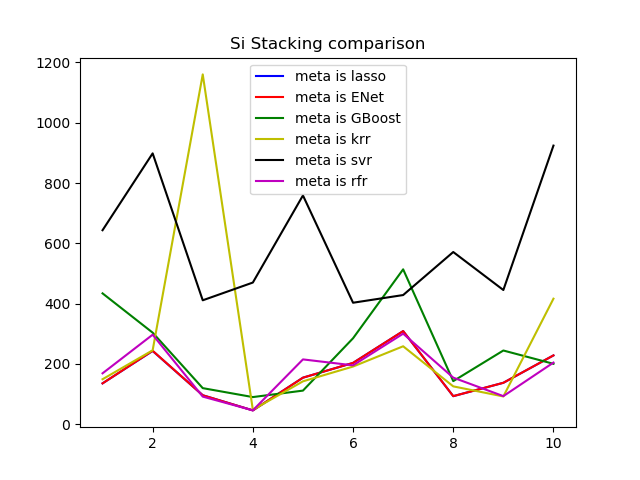 Si Stacking comparison
1200
1000
800
600
400
200
0
meta is lasso
meta is ENet
meta is GBoost
meta is krr
meta is svr
meta is rfr
2 4 6 8 10